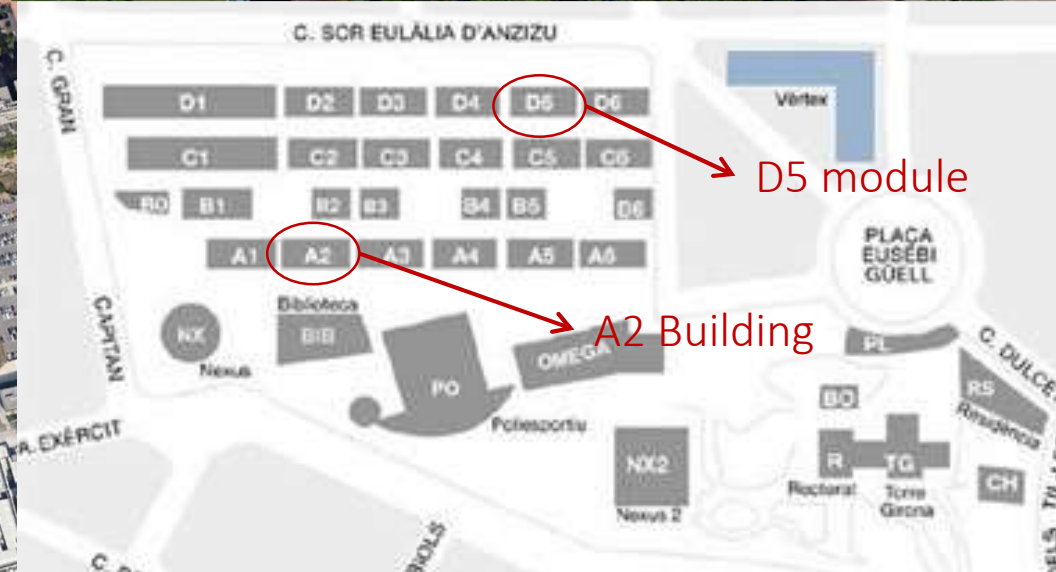 C. SOR EULÀLIA D'ANZIZU
C. GRAN
CAPITAN
D1 D2 D3 D4 D5 D6
Vèrtex
C1 C2 C3 C4 C5 C6
D5 module
B0 B1 B2 B3 B4 B5 B6
PLAÇA
EUSEBI
GÜELL
A1 A2 A3 A4 A5 A6
Biblioteca
BIB
NX
Nexus
A2 Building
OMEGA
PL
C. DULCE
PO
Poliesportiu
BO
RS
Residència
A. EXÈRCIT
NX2
Nexus 2
R
Rectorat
TG
Torre
Girona
CH